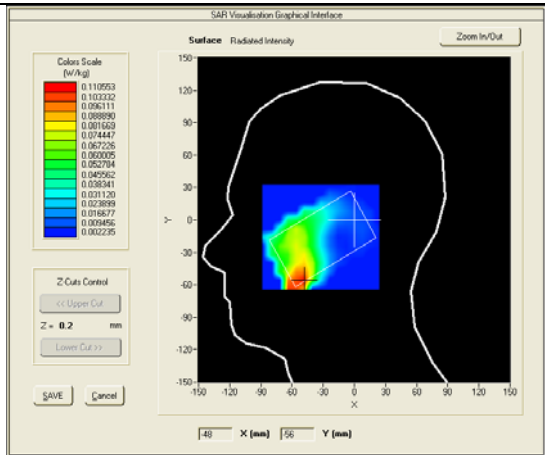 SAR Visualisation Graphical Interface
Surface Radiated Intensity
Zoom In/Out
Colors Scale
(W/kg)
0.110553
0.103332
0.096111
0.088890
0.081669
0.074447
0.067226
0.060005
0.052784
0.045562
0.038341
0.031120
0.023899
0.016677
0.009456
0.002235
Z Cuts Control
<< Upper Cut
Z = 0.2 mm
Lower Cut >>
SAVE Cancel
150-
120-
90-
60-
30-
0-
-30-
-60-
-90-
-120-
-150-
Y
-150 -120 -90 -60 -30 0 30 60 90 120 150
X
-48 X (mm) -56 Y (mm)